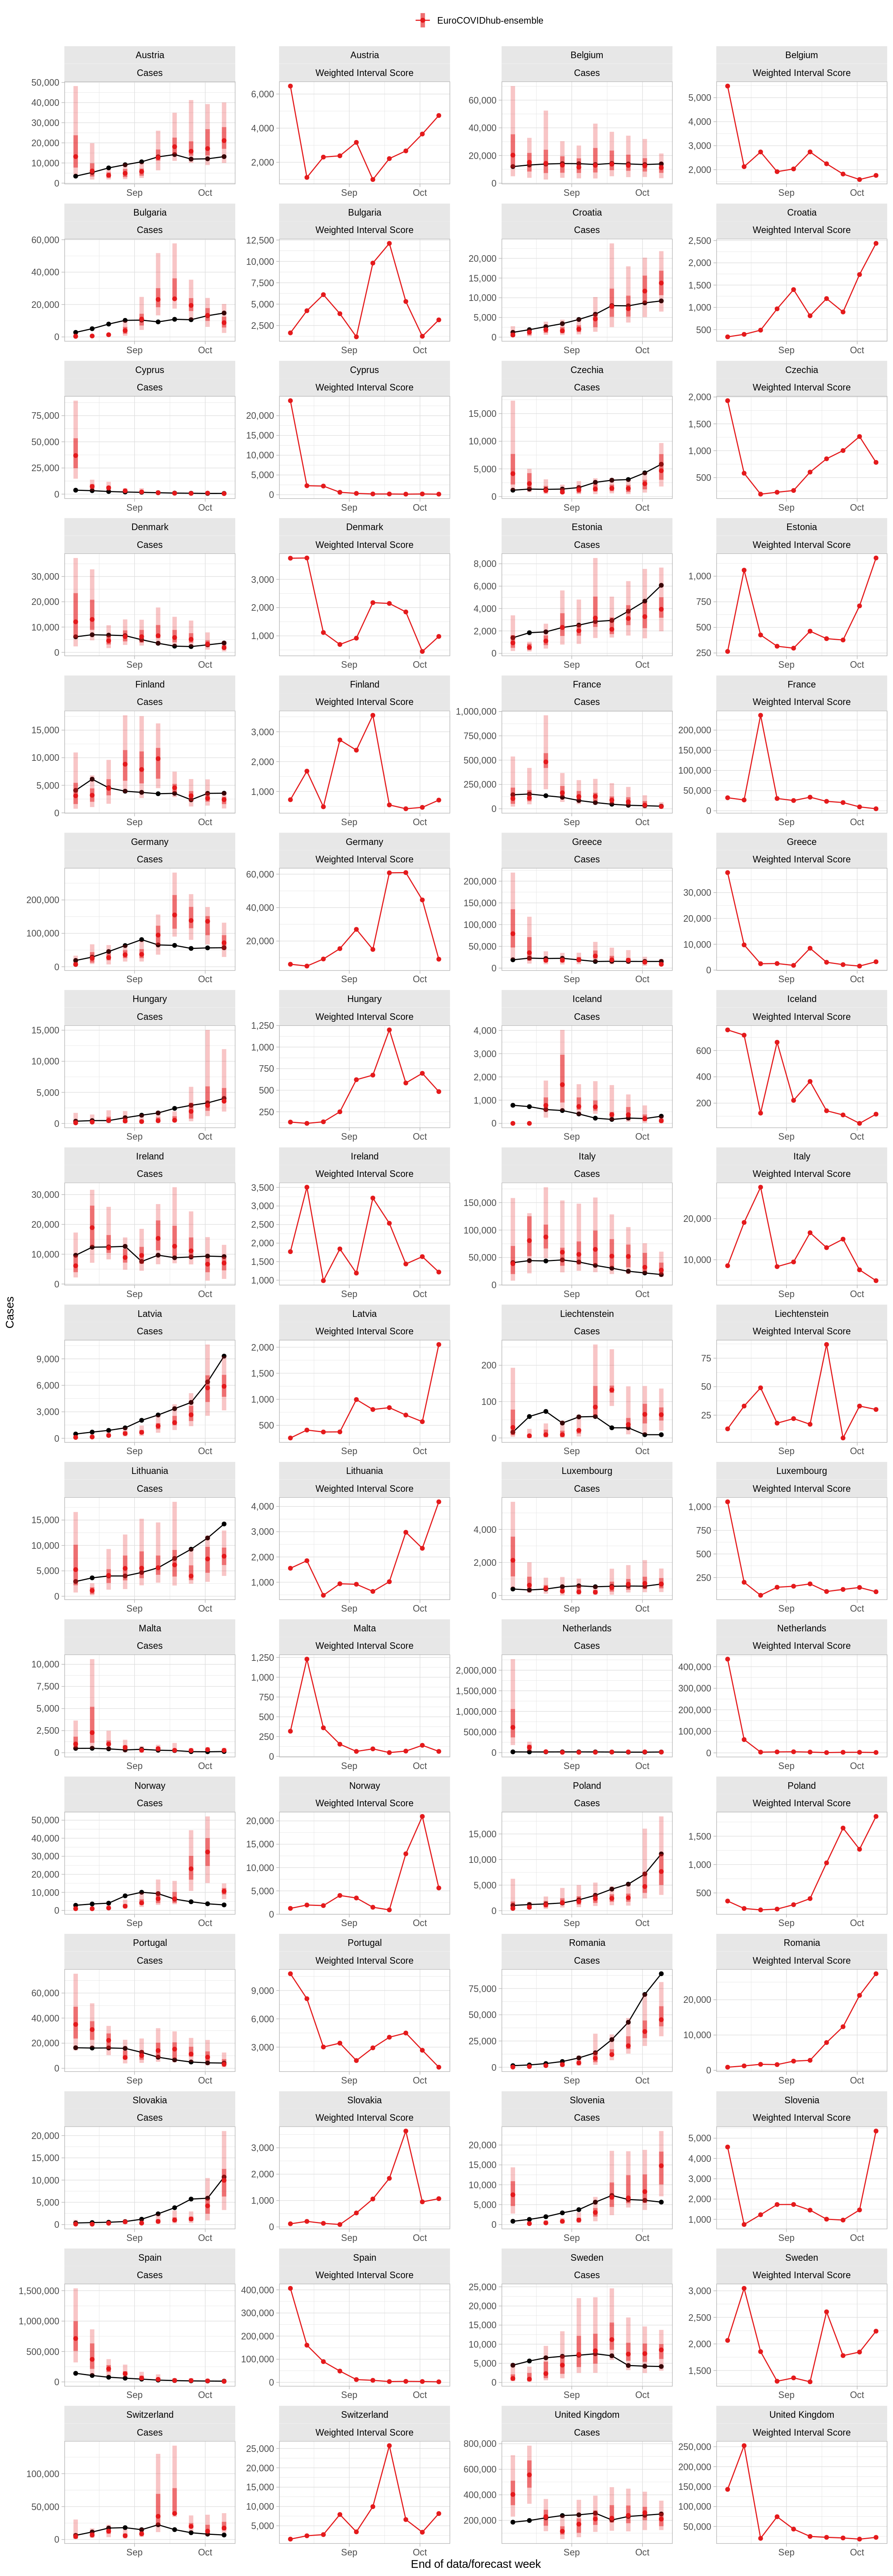 EuroCOVIDhub-ensemble
Austria Austria Belgium Belgium
Cases Weighted Interval Score Cases Weighted Interval Score
50,000 40,000 30,000 20,000 10,000 0
6,000 4,000 2,000
60,000 40,000 20,000 0
5,000 4,000 3,000 2,000
Sep Oct Sep Oct Sep Oct Sep Oct
Bulgaria Bulgaria Croatia Croatia
Cases Weighted Interval Score Cases Weighted Interval Score
60,000 40,000 20,000 0
12,500 10,000 7,500 5,000 2,500
20,000 15,000 10,000 5,000 0
2,500 2,000 1,500 1,000 500
Sep Oct Sep Oct Sep Oct Sep Oct
Cyprus Cyprus Czechia Czechia
Cases Weighted Interval Score Cases Weighted Interval Score
75,000 50,000 25,000 0
20,000 15,000 10,000 5,000 0
15,000 10,000 5,000 0
2,000 1,500 1,000 500
Sep Oct Sep Oct Sep Oct Sep Oct
Denmark Denmark Estonia Estonia
Cases Weighted Interval Score Cases Weighted Interval Score
30,000 20,000 10,000 0
3,000 2,000 1,000
8,000 6,000 4,000 2,000 0
1,000 750 500 250
Sep Oct Sep Oct Sep Oct Sep Oct
Finland Finland France France
Cases Weighted Interval Score Cases Weighted Interval Score
15,000 10,000 5,000 0
3,000 2,000 1,000
1,000,000 750,000 500,000 250,000 0
200,000 150,000 100,000 50,000 0
Sep Oct Sep Oct Sep Oct Sep Oct
Germany Germany Greece Greece
Cases Weighted Interval Score Cases Weighted Interval Score
200,000 100,000 0
60,000 40,000 20,000
200,000 150,000 100,000 50,000 0
30,000 20,000 10,000 0
Sep Oct Sep Oct Sep Oct Sep Oct
Hungary Hungary Iceland Iceland
Cases Weighted Interval Score Cases Weighted Interval Score
15,000 10,000 5,000 0
1,250 1,000 750 500 250
4,000 3,000 2,000 1,000 0
600 400 200
Sep Oct Sep Oct Sep Oct Sep Oct
Ireland Ireland Italy Italy
Cases Weighted Interval Score Cases Weighted Interval Score
30,000 20,000 10,000 0
3,500 3,000 2,500 2,000 1,500 1,000
150,000 100,000 50,000 0
20,000 10,000
Sep Oct Sep Oct Sep Oct Sep Oct
Cases
Latvia Latvia Liechtenstein Liechtenstein
Cases Weighted Interval Score Cases Weighted Interval Score
9,000 6,000 3,000 0
2,000 1,500 1,000 500
200 100 0
75 50 25
Sep Oct Sep Oct Sep Oct Sep Oct
Lithuania Lithuania Luxembourg Luxembourg
Cases Weighted Interval Score Cases Weighted Interval Score
15,000 10,000 5,000 0
4,000 3,000 2,000 1,000
4,000 2,000 0
1,000 750 500 250
Sep Oct Sep Oct Sep Oct Sep Oct
Malta Malta Netherlands Netherlands
Cases Weighted Interval Score Cases Weighted Interval Score
10,000 7,500 5,000 2,500 0
1,250 1,000 750 500 250 0
2,000,000 1,500,000 1,000,000 500,000 0
400,000 300,000 200,000 100,000 0
Sep Oct Sep Oct Sep Oct Sep Oct
Norway Norway Poland Poland
Cases Weighted Interval Score Cases Weighted Interval Score
50,000 40,000 30,000 20,000 10,000 0
20,000 15,000 10,000 5,000 0
15,000 10,000 5,000 0
1,500 1,000 500
Sep Oct Sep Oct Sep Oct Sep Oct
Portugal Portugal Romania Romania
Cases Weighted Interval Score Cases Weighted Interval Score
60,000 40,000 20,000 0
9,000 6,000 3,000
75,000 50,000 25,000 0
20,000 10,000 0
Sep Oct Sep Oct Sep Oct Sep Oct
Slovakia Slovakia Slovenia Slovenia
Cases Weighted Interval Score Cases Weighted Interval Score
20,000 15,000 10,000 5,000 0
3,000 2,000 1,000 0
20,000 15,000 10,000 5,000 0
5,000 4,000 3,000 2,000 1,000
Sep Oct Sep Oct Sep Oct Sep Oct
Spain Spain Sweden Sweden
Cases Weighted Interval Score Cases Weighted Interval Score
1,500,000 1,000,000 500,000 0
400,000 300,000 200,000 100,000 0
25,000 20,000 15,000 10,000 5,000 0
3,000 2,500 2,000 1,500
Sep Oct Sep Oct Sep Oct Sep Oct
Switzerland Switzerland United Kingdom United Kingdom
Cases Weighted Interval Score Cases Weighted Interval Score
100,000 50,000 0
25,000 20,000 15,000 10,000 5,000
800,000 600,000 400,000 200,000
250,000 200,000 150,000 100,000 50,000
Sep Oct Sep Oct Sep Oct Sep Oct
End of data/forecast week